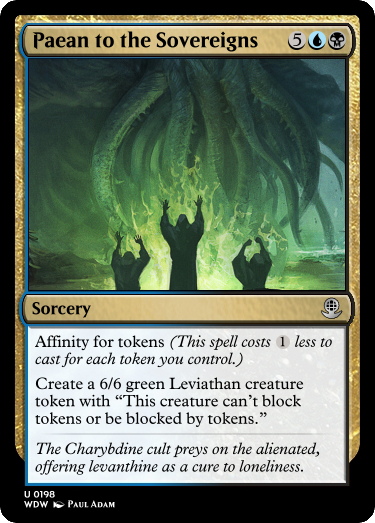 Paean to the Sovereigns 5
Sorcery
Affinity for tokens (This spell costs 1 less to
cast for each token you control.)
Create a 6/6 green Leviathan creature
token with “This creature can’t block
tokens or be blocked by tokens.”
The Charybdine cult preys on the alienated,
offering levanthine as a cure to loneliness.
U 0198
WDW Paul Adam